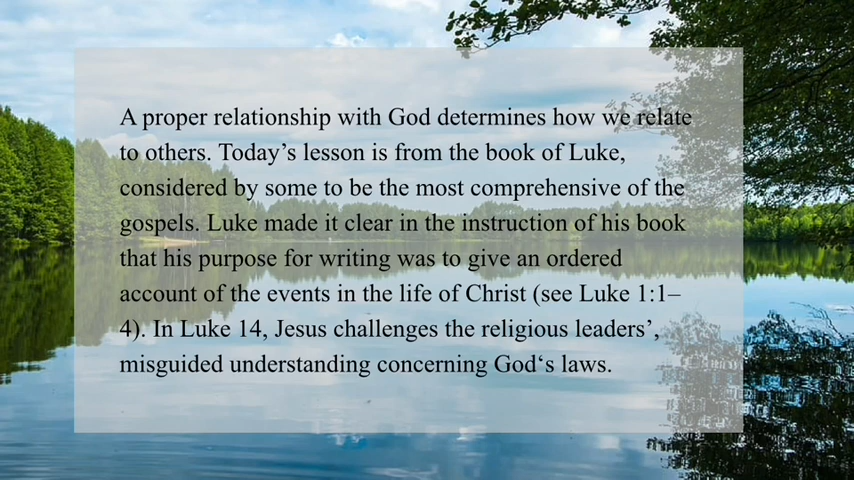 A proper relationship with God determines how we relate
to others. Today’s lesson is from the book of Luke,
considered by some to be the most comprehensive of the
gospels. Luke made it clear in the instruction of his book
that his purpose for writing was to give an ordered
account of the events in the life of Christ (see Luke 1:1–
4). In Luke 14, Jesus challenges the religious leaders’,
misguided understanding concerning God‘s laws.